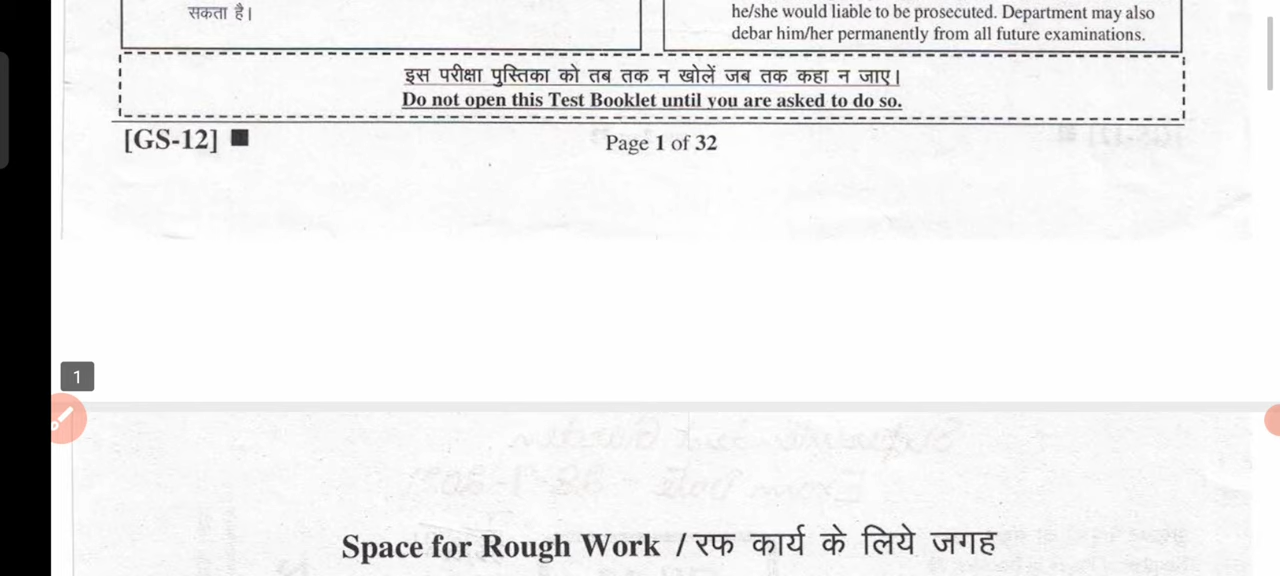 सकता है।
he/she would liable to be prosecuted. Department may also
debar him/her permanently from all future examinations.
इस परीक्षा पुस्तिका को तब तक न खोलें जब तक कहा न जाए।
Do not open this Test Booklet until you are asked to do so.
[GS-12]
Page 1 of 32
1
Space for Rough Work / रफ कार्य के लिये जगह